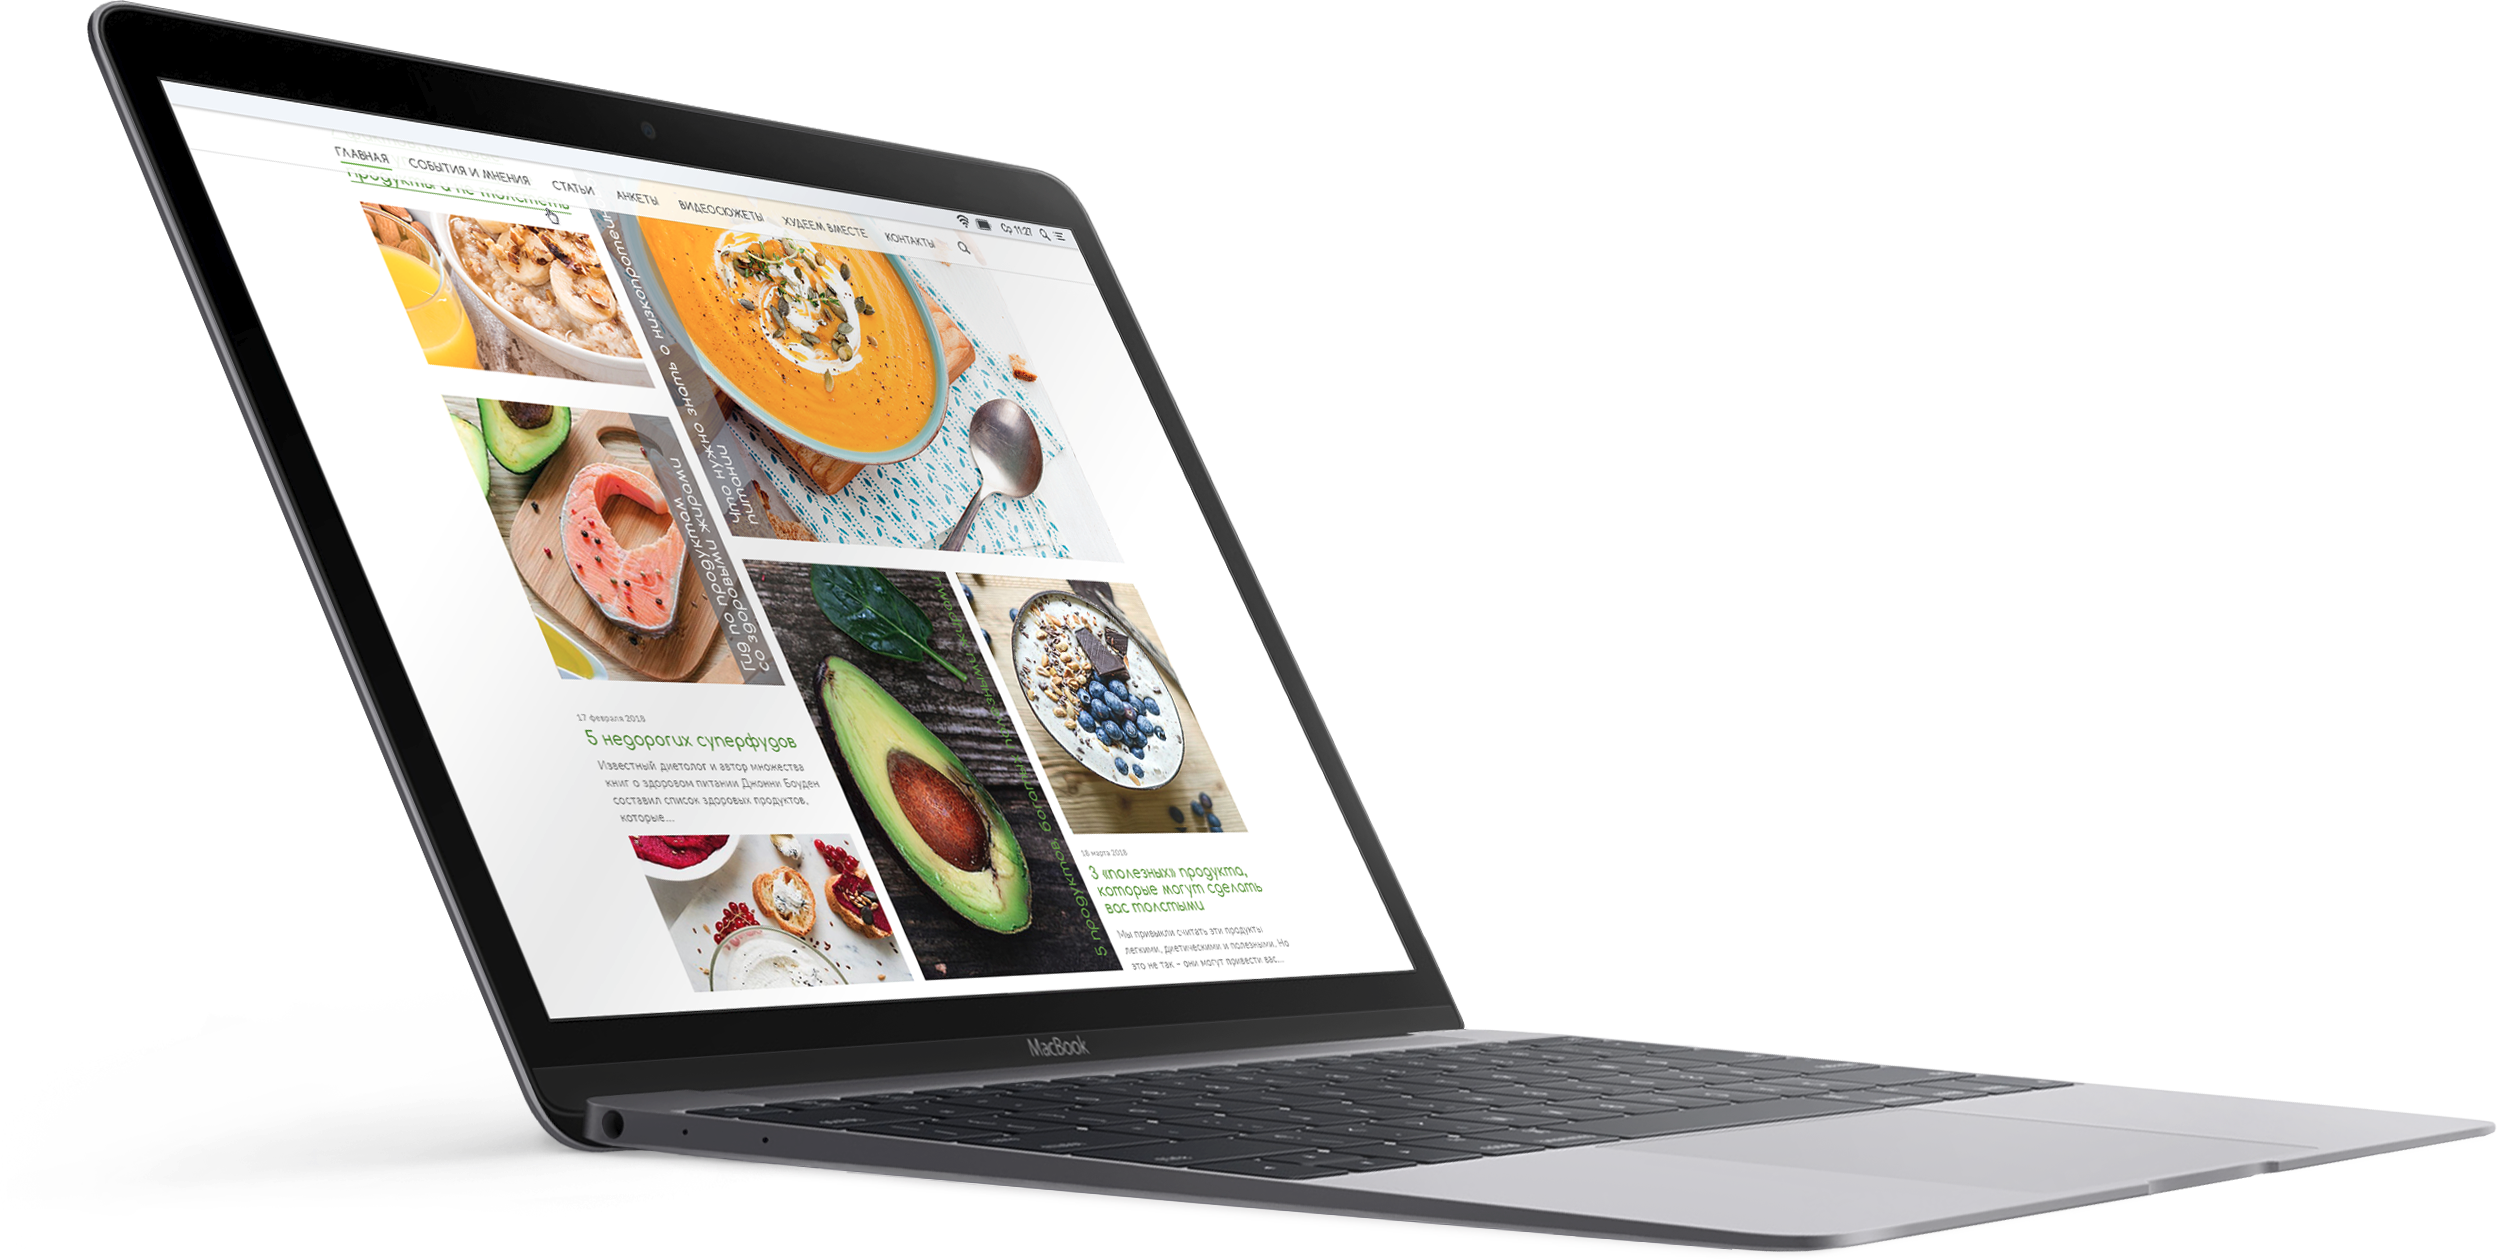 Ср 11:27
ГЛАВНАЯ СОБЫТИЯ И МНЕНИЯ СТАТЬИ АНКЕТЫ ВИДЕОСЮЖЕТЫ ХУДЕЕМ ВМЕСТЕ КОНТАКТЫ
продукты и не толстеть
Что нужно знать о низкопротеин
питании
Гид по продуктам
со здоровыми жирами
17 февраля 2018
5 недорогих суперфудов
Известный диетолог и автор множества
книг о здоровом питании Джонни Боуден
составил список здоровых продуктов,
которые...
5 продуктов, богатых полезными жирами
18 марта 2018
3 «полезных» продукта,
которые могут сделать
вас толстыми
Мы привыкли считать эти продукты
легкими, диетическими и полезными. Но
это не так – они могут привести вас...
MacBook